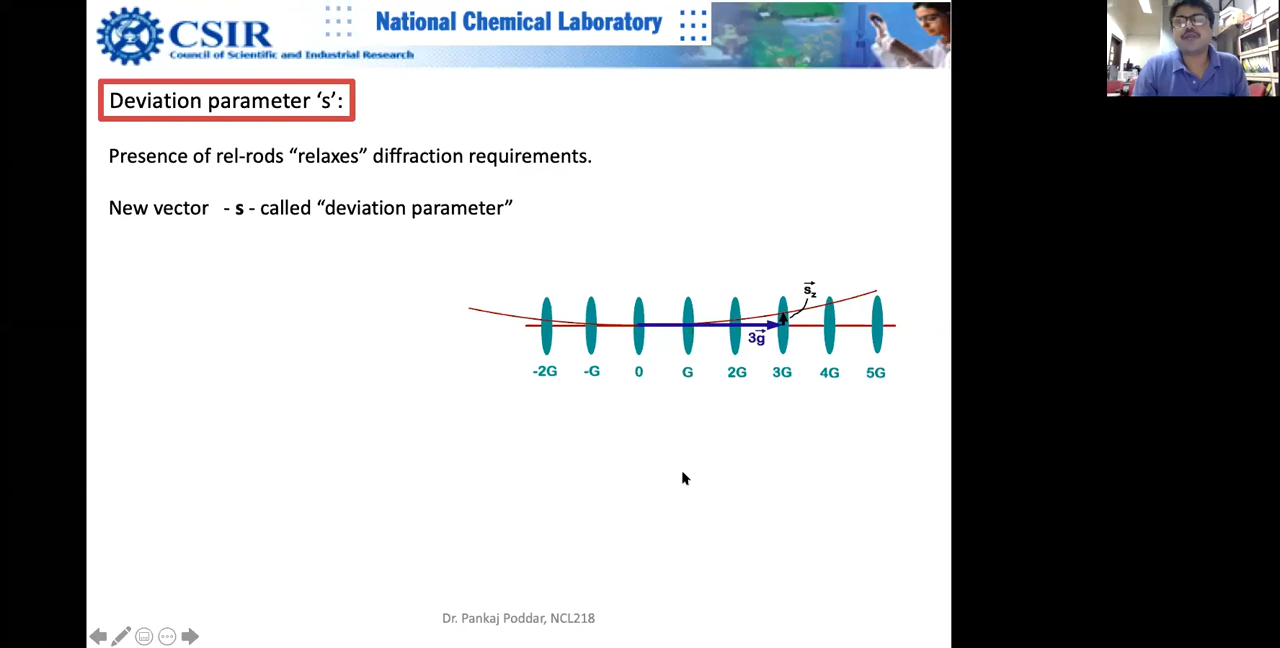 CSIR
Council of Scientific and Industrial Research
National Chemical Laboratory
Deviation parameter ‘s’:
Presence of rel-rods “relaxes” diffraction requirements.
New vector - s - called “deviation parameter”
s⃗z
3g⃗
-2G -G 0 G 2G 3G 4G 5G
Dr. Pankaj Poddar, NCL218